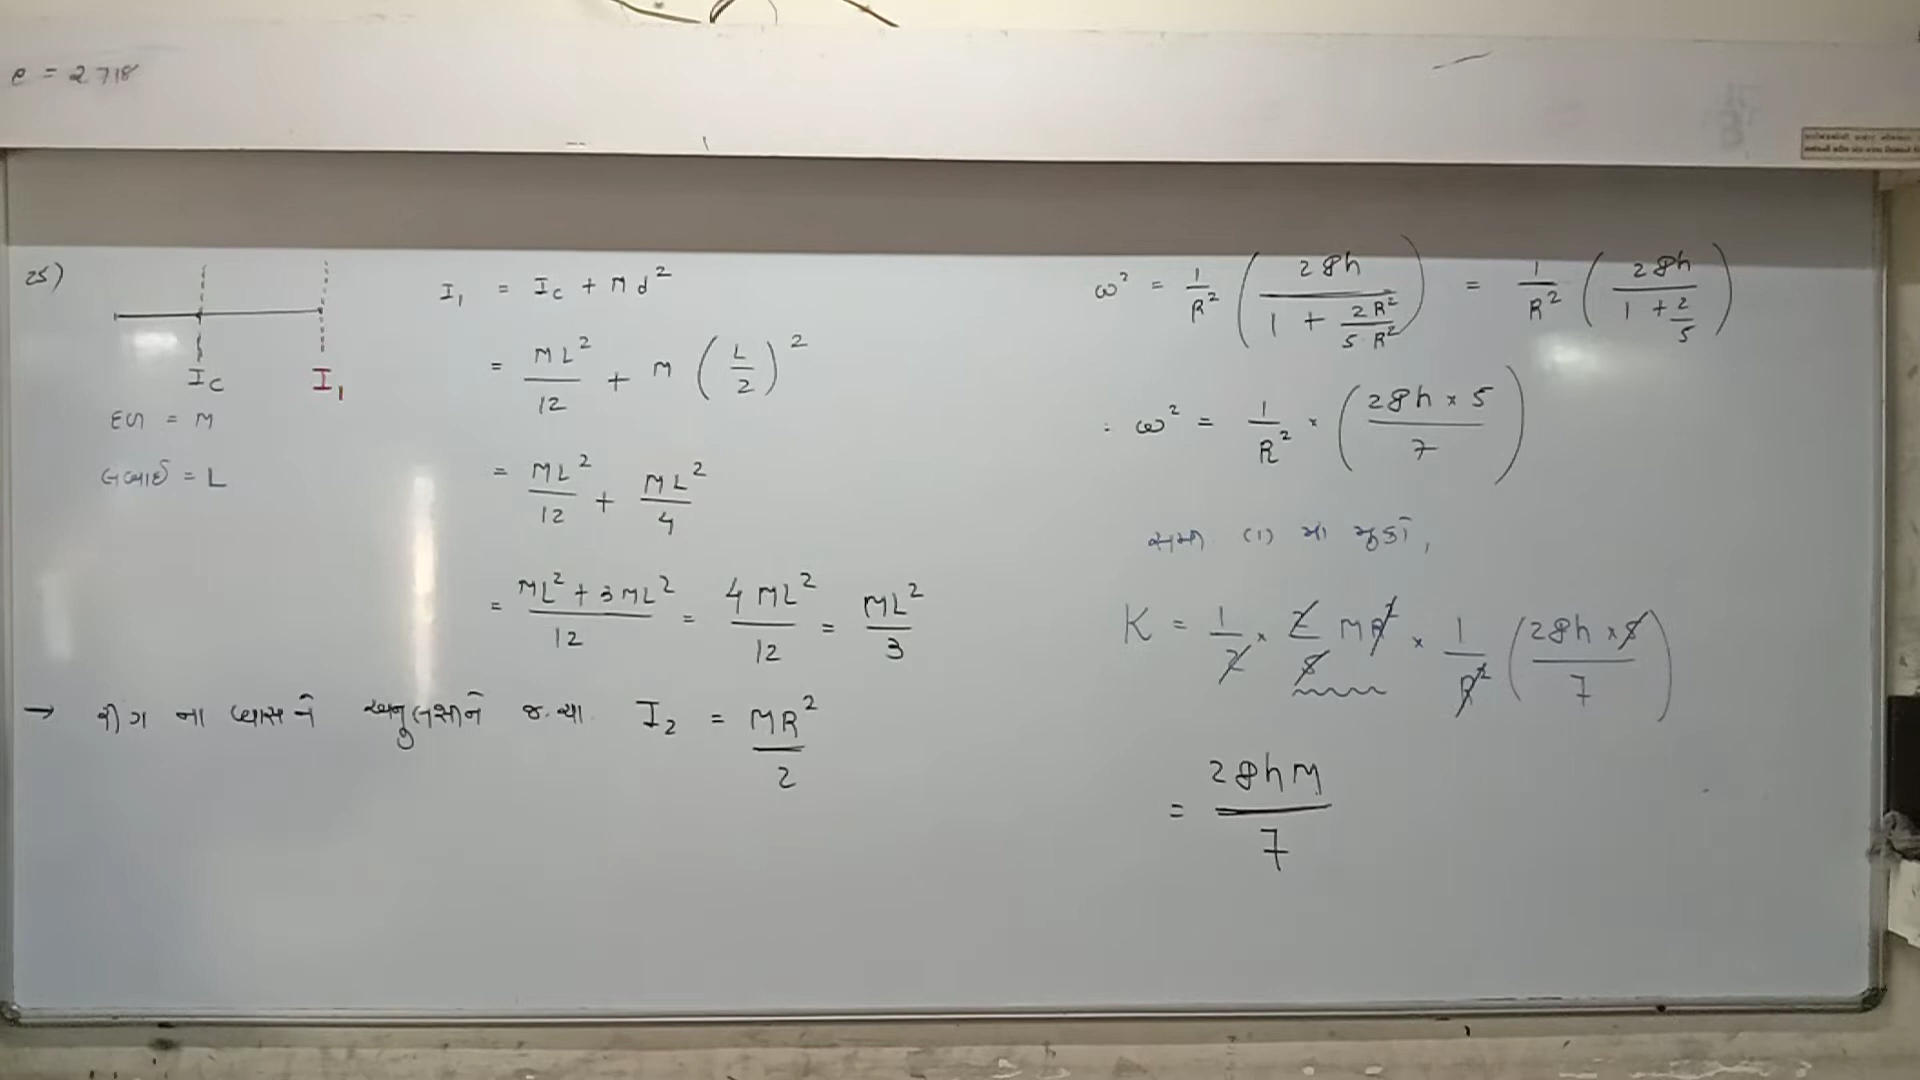 e = 2.718
25)
I_C I_1
દળ = M
લંબાઈ = L
I_1 = I_C + Md^2
= ML^2/12 + M (L/2)^2
= ML^2/12 + ML^2/4
= (ML^2 + 3ML^2)/12 = 4ML^2/12 = ML^2/3
→ રીંગ ના વ્યાસને અનુલક્ષીને જ.ચા. I_2 = MR^2/2
ω^2 = 1/R^2 (2gh/(1 + 2R^2/5R^2)) = 1/R^2 (2gh/(1 + 2/5))
: ω^2 = 1/R^2 × (2gh × 5/7)
સમી (1) માં મૂકતાં,
K = 1/2 × 2/5 MR^2 × 1/R^2 (2gh × 5/7)
= 2ghM/7